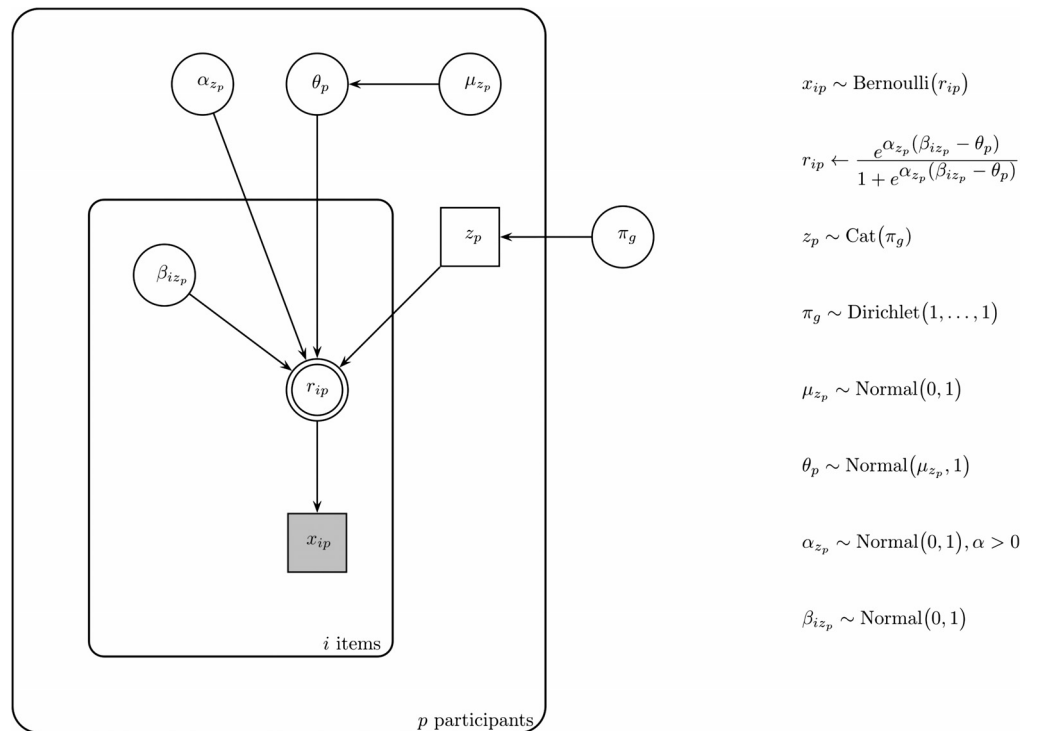 α_{z_p}
θ_p
μ_{z_p}
z_p
π_g
β_{iz_p}
r_{ip}
x_{ip}
i items
p participants
x_{ip} ∼ Bernoulli(r_{ip})
r_{ip} ← \frac{e^{α_{z_p}(β_{iz_p} − θ_p)}}{1 + e^{α_{z_p}(β_{iz_p} − θ_p)}}
z_p ∼ Cat(π_g)
π_g ∼ Dirichlet(1, . . . , 1)
μ_{z_p} ∼ Normal(0, 1)
θ_p ∼ Normal(μ_{z_p}, 1)
α_{z_p} ∼ Normal(0, 1), α > 0
β_{iz_p} ∼ Normal(0, 1)